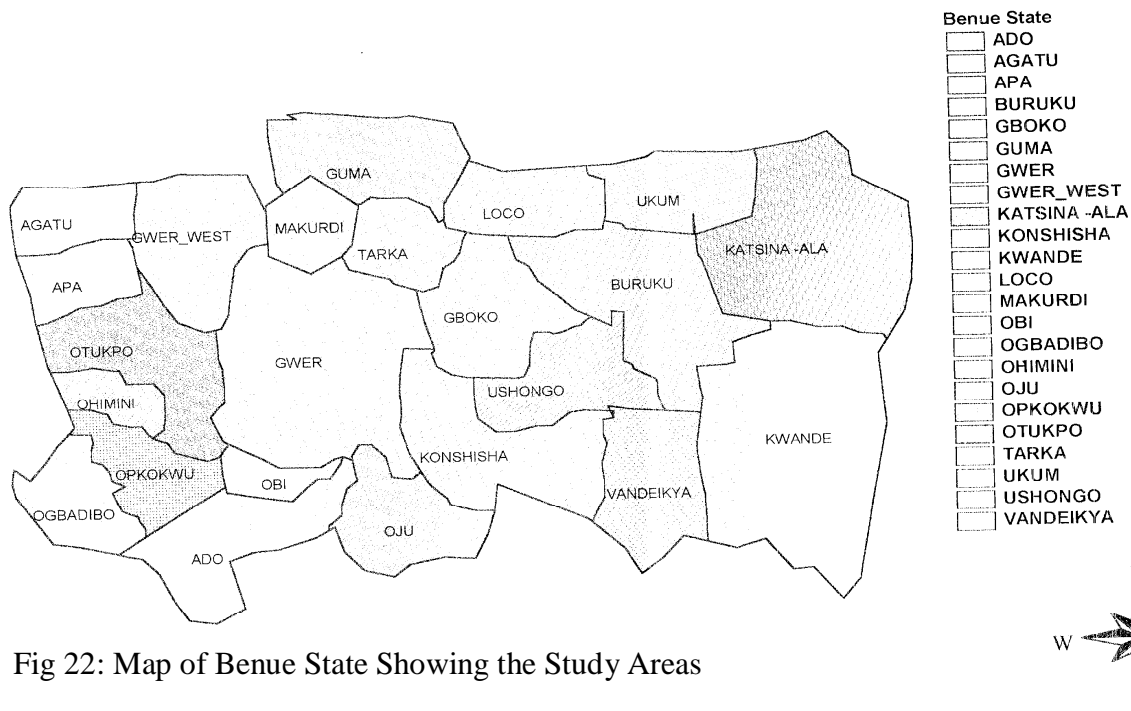 Benue State
ADO
AGATU
APA
BURUKU
GBOKO
GUMA
GWER
GWER_WEST
KATSINA -ALA
KONSHISHA
KWANDE
LOCO
MAKURDI
OBI
OGBADIBO
OHIMINI
OJU
OPKOKWU
OTUKPO
TARKA
UKUM
USHONGO
VANDEIKYA
GUMA
UKUM
LOCO
AGATU
GWER_WEST
MAKURDI
TARKA
KATSINA -ALA
APA
BURUKU
GBOKO
OTUKPO
GWER
USHONGO
OHIMINI
KWANDE
KONSHISHA
OPKOKWU
OBI
VANDEIKYA
OGBADIBO
OJU
ADO
W
Fig 22: Map of Benue State Showing the Study Areas